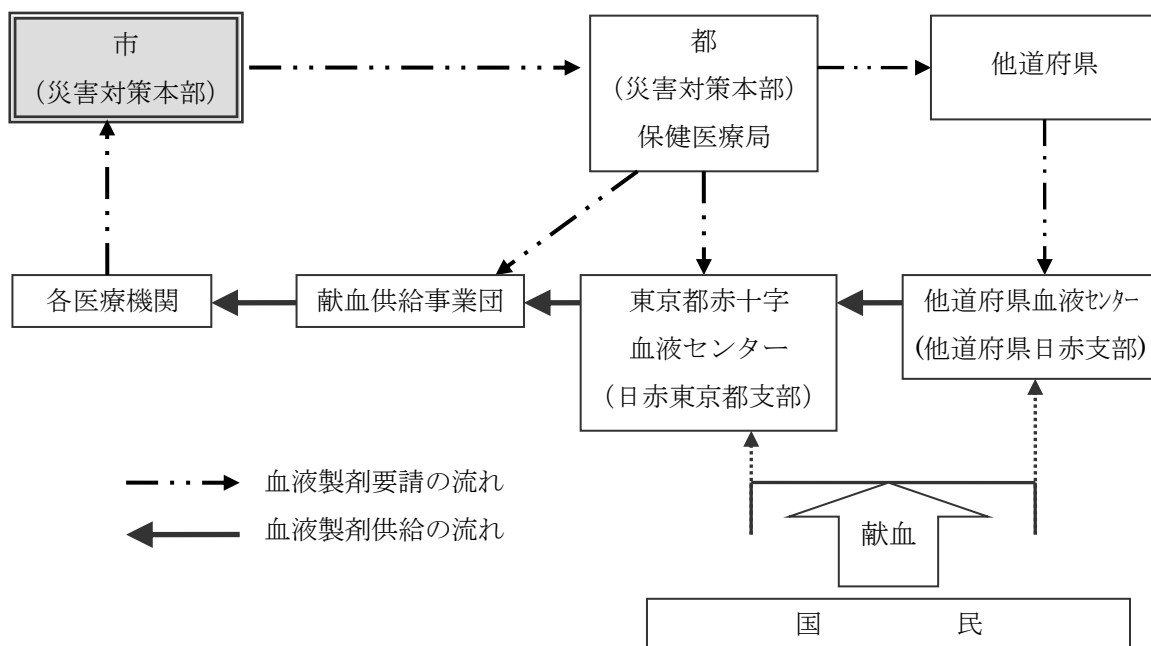 市
（災害対策本部）
都
（災害対策本部）
保健医療局
他道府県
各医療機関
献血供給事業団
東京都赤十字
血液センター
（日赤東京都支部）
他道府県血液ｾﾝﾀｰ
(他道府県日赤支部)
血液製剤要請の流れ
血液製剤供給の流れ
献血
国　民